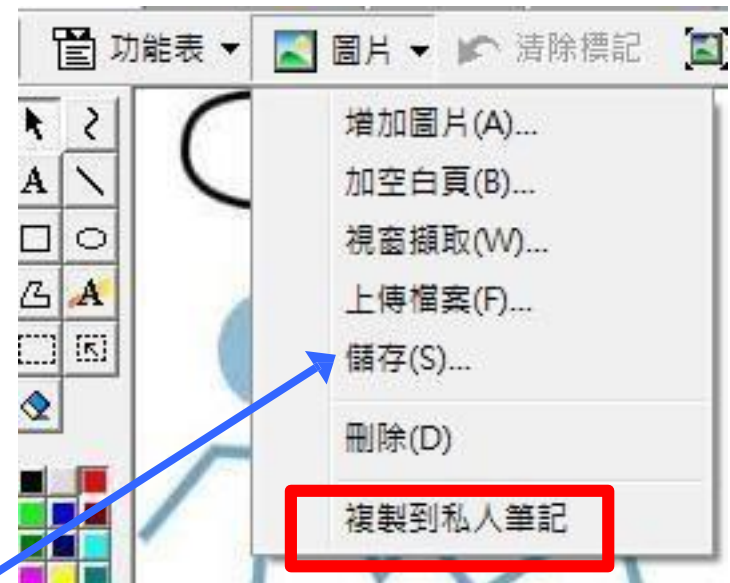 功能表 圖片 清除標記
增加圖片(A)...
加空白頁(B)...
視窗擷取(W)...
上傳檔案(F)...
儲存(S)...
刪除(D)
複製到私人筆記
A
A